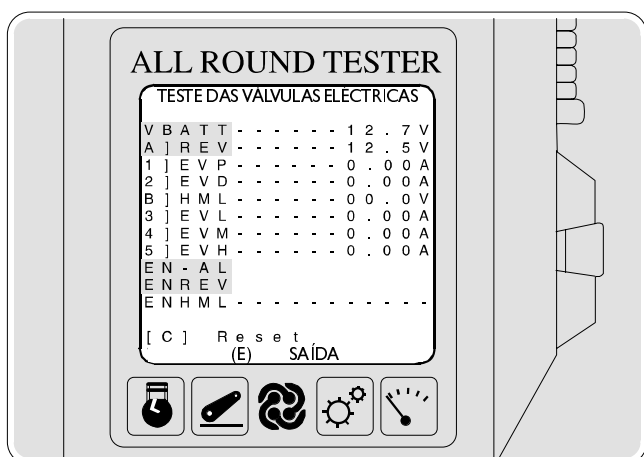 ALL ROUND TESTER
TESTE DAS VÁLVULAS ELÉCTRICAS
VBATT------12.7V
A]REV------12.5V
1]EVP------0.00A
2]EVD------0.00A
B]HML------00.0V
3]EVL------0.00A
4]EVM------0.00A
5]EVH------0.00A
EN-AL
ENREV
ENHML-----------
[C] Reset
(E) SAÍDA